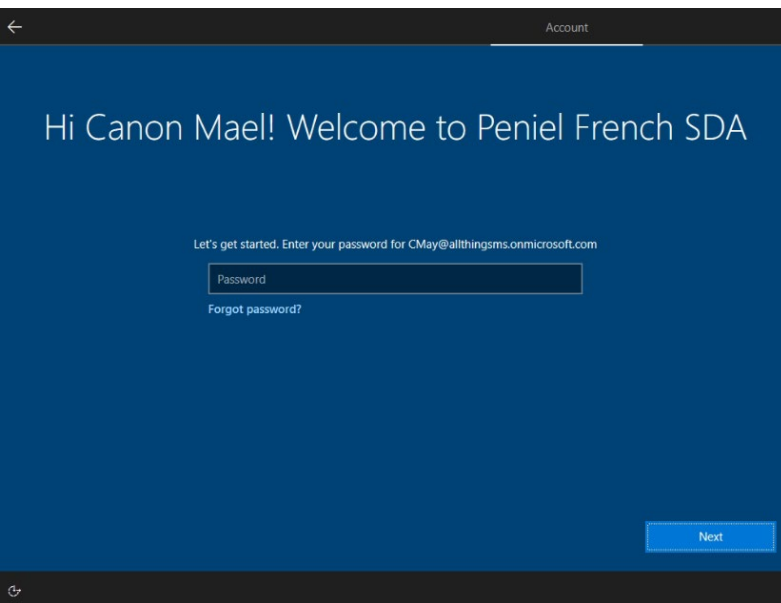 Account
Hi Canon Mael! Welcome to Peniel French SDA
Let's get started. Enter your password for CMay@allthingsms.onmicrosoft.com
Password
Forgot password?
Next